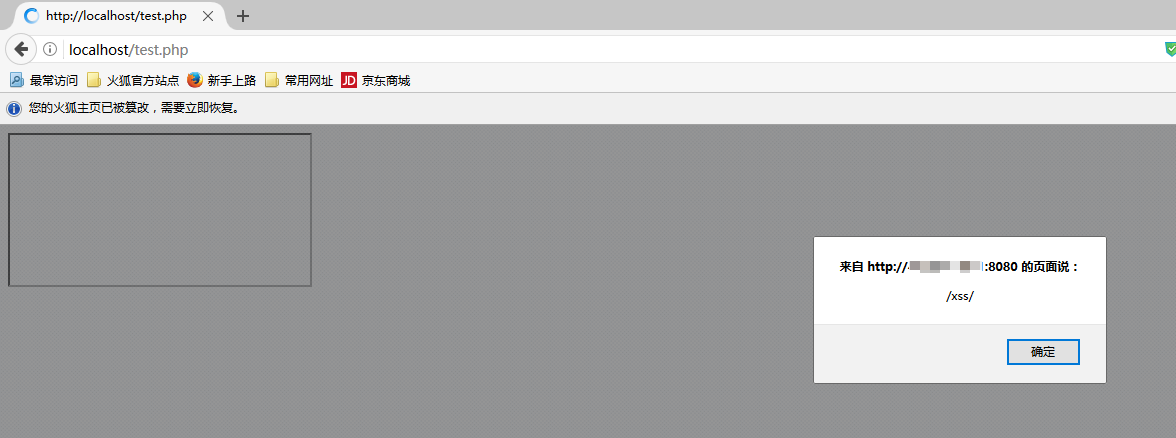 http://localhost/test.php
localhost/test.php
最常访问 火狐官方站点 新手上路 常用网址 JD 京东商城
您的火狐主页已被篡改，需要立即恢复。
来自 http:// :8080 的页面说：
/xss/
确定